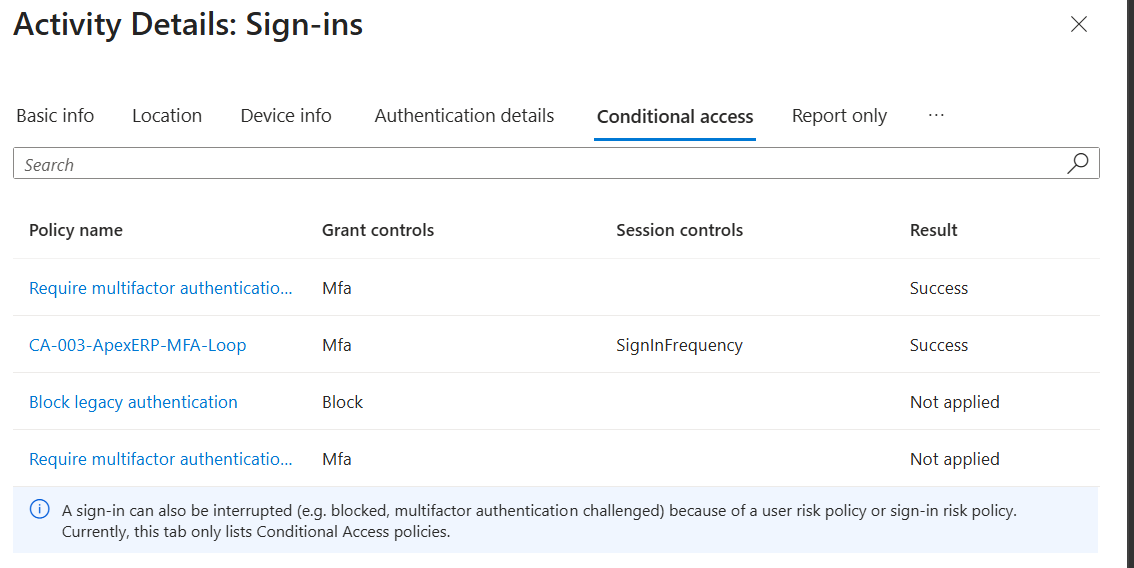 Activity Details: Sign-ins
Basic info Location Device info Authentication details Conditional access Report only ...
Search
Policy name Grant controls Session controls Result
Require multifactor authenticatio... Mfa Success
CA-003-ApexERP-MFA-Loop Mfa SignInFrequency Success
Block legacy authentication Block Not applied
Require multifactor authenticatio... Mfa Not applied
A sign-in can also be interrupted (e.g. blocked, multifactor authentication challenged) because of a user risk policy or sign-in risk policy.
Currently, this tab only lists Conditional Access policies.